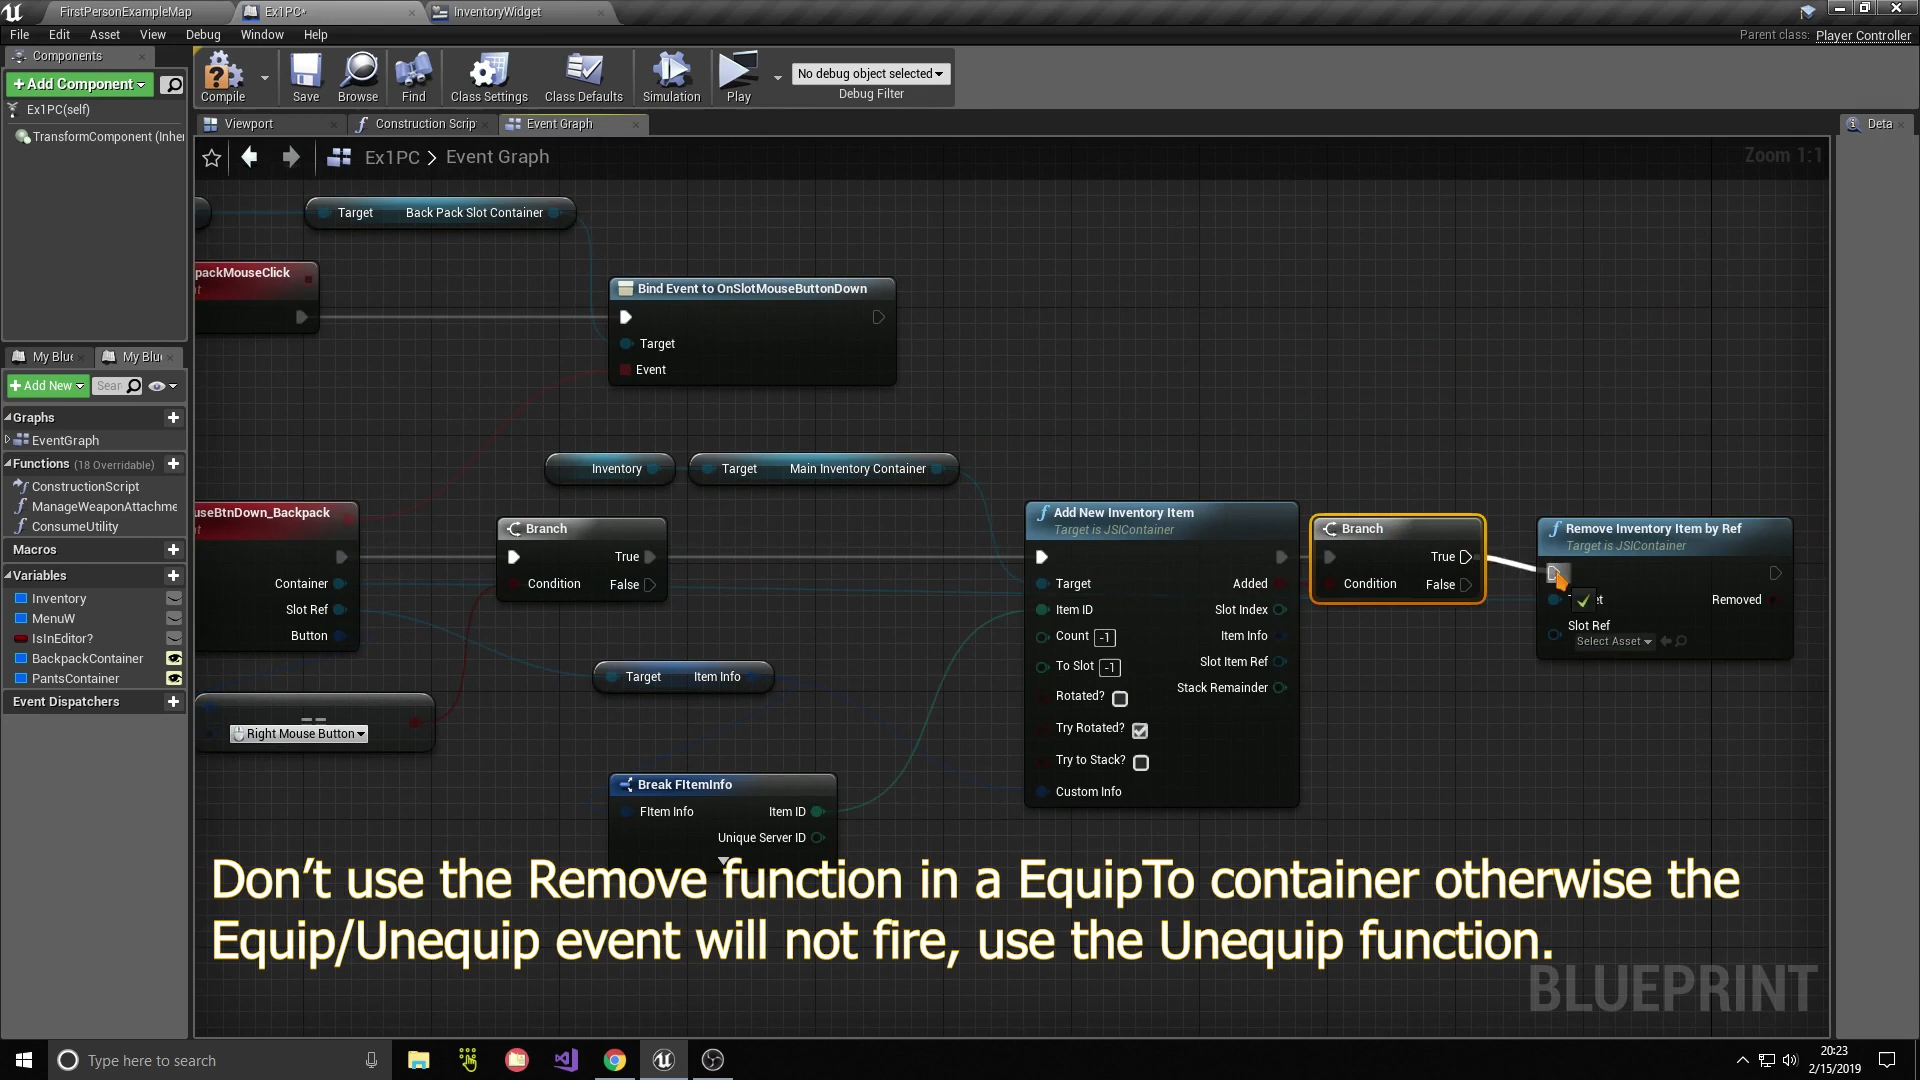 FirstPersonExampleMap
Ex1PC*
InventoryWidget
File Edit Asset View Debug Window Help
Parent class: Player Controller
Components
+Add Component
Ex1PC(self)
TransformComponent (Inher
Compile
Save
Browse
Find
Class Settings
Class Defaults
Simulation
Play
No debug object selected
Debug Filter
Viewport
Construction Scrip
Event Graph
Deta
Ex1PC > Event Graph
Zoom 1:1
Target Back Pack Slot Container
packMouseClick
nt
Bind Event to OnSlotMouseButtonDown
Target
Event
My Blu
My Blu
+Add New
Sear
Graphs
EventGraph
Functions (18 Overridable)
ConstructionScript
ManageWeaponAttachme
ConsumeUtility
Macros
Variables
Inventory
MenuW
IsInEditor?
BackpackContainer
PantsContainer
Event Dispatchers
Inventory
Target Main Inventory Container
useBtnDown_Backpack
nt
Container
Slot Ref
Button
Branch
True
Condition
False
Right Mouse Button
==
Target Item Info
Break FItemInfo
FItem Info
Item ID
Unique Server ID
Add New Inventory Item
Target is JSIContainer
Target
Added
Item ID
Slot Index
Count -1
Item Info
To Slot -1
Slot Item Ref
Rotated?
Stack Remainder
Try Rotated?
Try to Stack?
Custom Info
Branch
True
Condition
False
Remove Inventory Item by Ref
Target is JSIContainer
Removed
Slot Ref
Select Asset
Don't use the Remove function in a EquipTo container otherwise the
Equip/Unequip event will not fire, use the Unequip function.
BLUEPRINT
Type here to search
20:23
2/15/2019